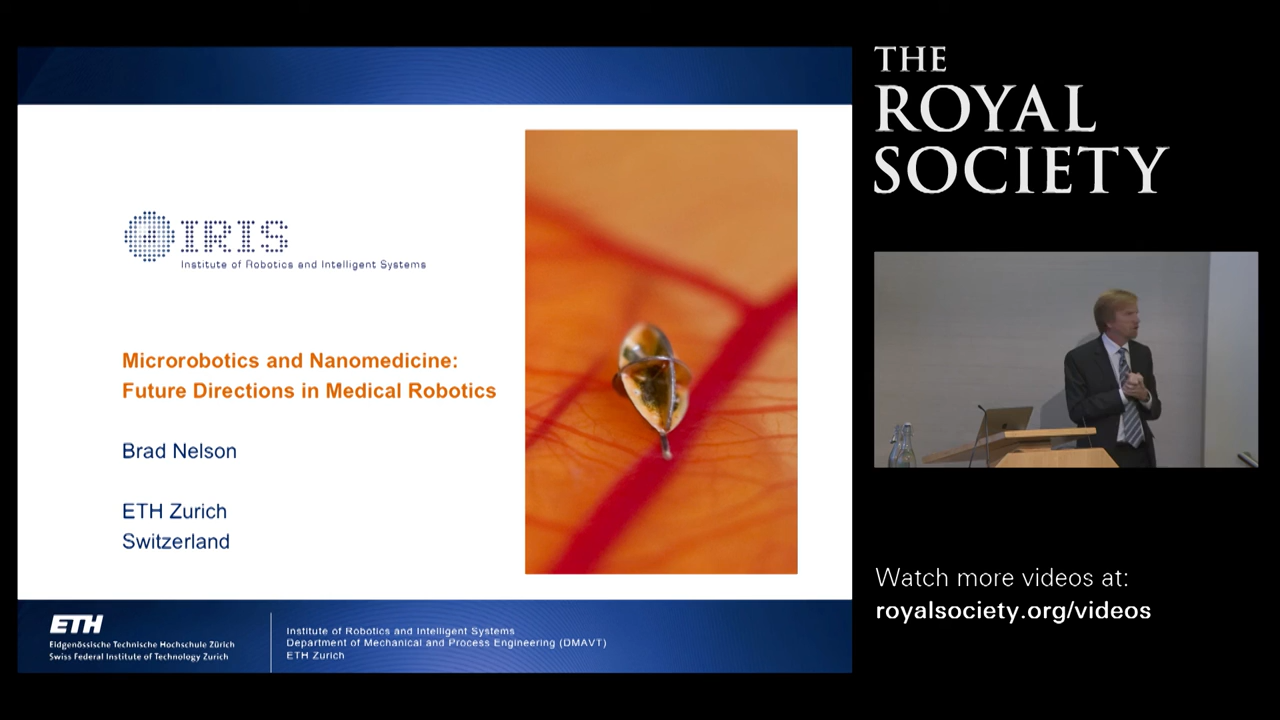 IRIS
Institute of Robotics and Intelligent Systems
Microrobotics and Nanomedicine:
Future Directions in Medical Robotics
Brad Nelson
ETH Zurich
Switzerland
ETH
Eidgenössische Technische Hochschule Zürich
Swiss Federal Institute of Technology Zurich
Institute of Robotics and Intelligent Systems
Department of Mechanical and Process Engineering (DMAVT)
ETH Zurich
THE
ROYAL
SOCIETY
Watch more videos at:
royalsociety.org/videos